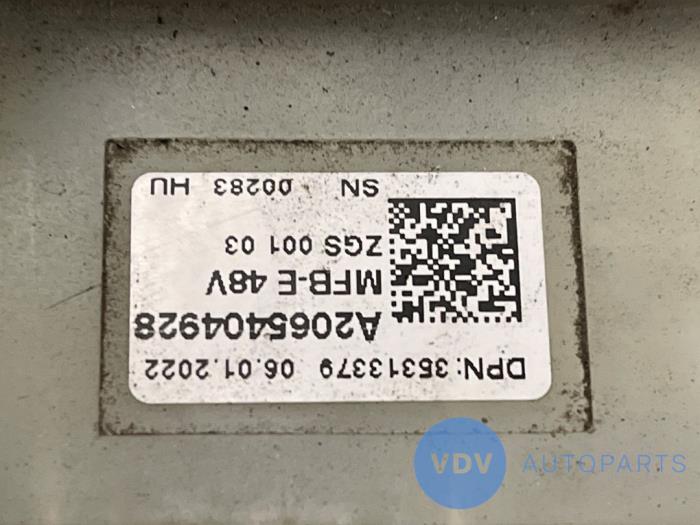 DPN: 35313379 06.01.2022
A2065404928
MFB-E 48V
ZGS 001 03
SN 00283 HU
VDV AUTOPARTS